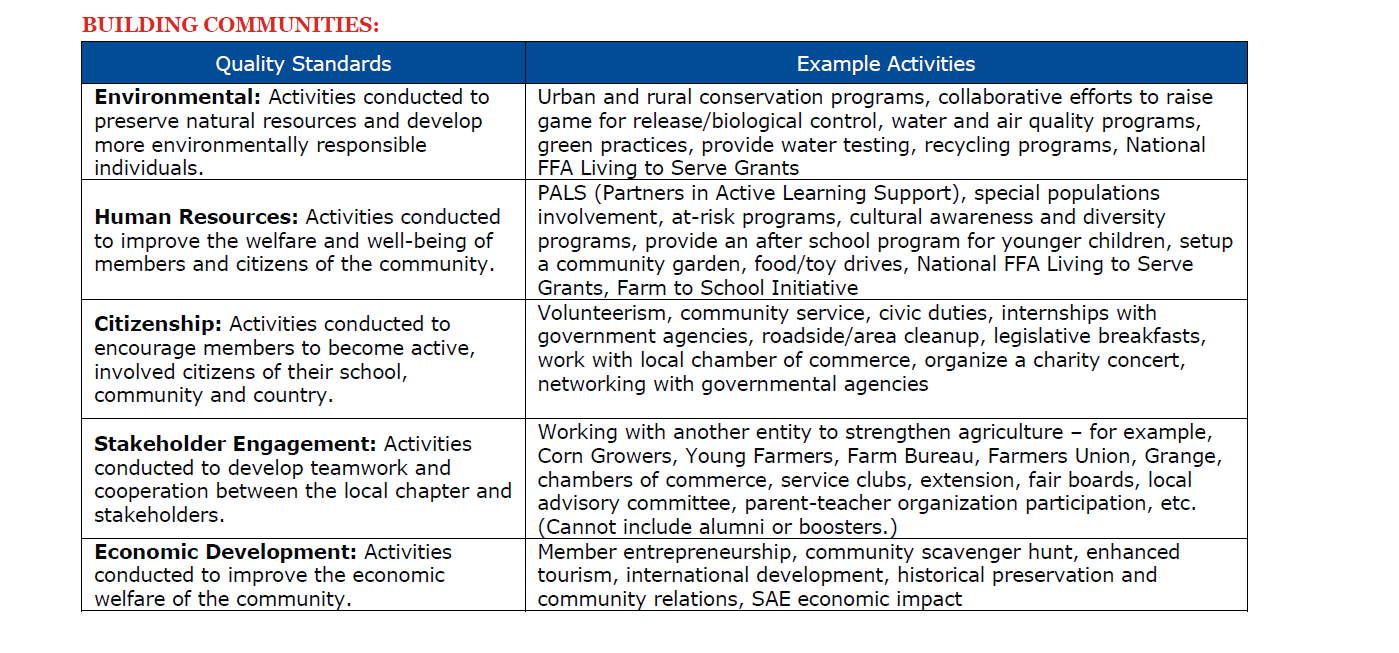 BUILDING COMMUNITIES:
Quality Standards
Example Activities
Environmental: Activities conducted to
preserve natural resources and develop
more environmentally responsible
individuals.
Urban and rural conservation programs, collaborative efforts to raise
game for release/biological control, water and air quality programs,
green practices, provide water testing, recycling programs, National
FFA Living to Serve Grants
Human Resources: Activities conducted
to improve the welfare and well-being of
members and citizens of the community.
PALS (Partners in Active Learning Support), special populations
involvement, at-risk programs, cultural awareness and diversity
programs, provide an after school program for younger children, setup
a community garden, food/toy drives, National FFA Living to Serve
Grants, Farm to School Initiative
Citizenship: Activities conducted to
encourage members to become active,
involved citizens of their school,
community and country.
Volunteerism, community service, civic duties, internships with
government agencies, roadside/area cleanup, legislative breakfasts,
work with local chamber of commerce, organize a charity concert,
networking with governmental agencies
Stakeholder Engagement: Activities
conducted to develop teamwork and
cooperation between the local chapter and
stakeholders.
Working with another entity to strengthen agriculture – for example,
Corn Growers, Young Farmers, Farm Bureau, Farmers Union, Grange,
chambers of commerce, service clubs, extension, fair boards, local
advisory committee, parent-teacher organization participation, etc.
(Cannot include alumni or boosters.)
Economic Development: Activities
conducted to improve the economic
welfare of the community.
Member entrepreneurship, community scavenger hunt, enhanced
tourism, international development, historical preservation and
community relations, SAE economic impact